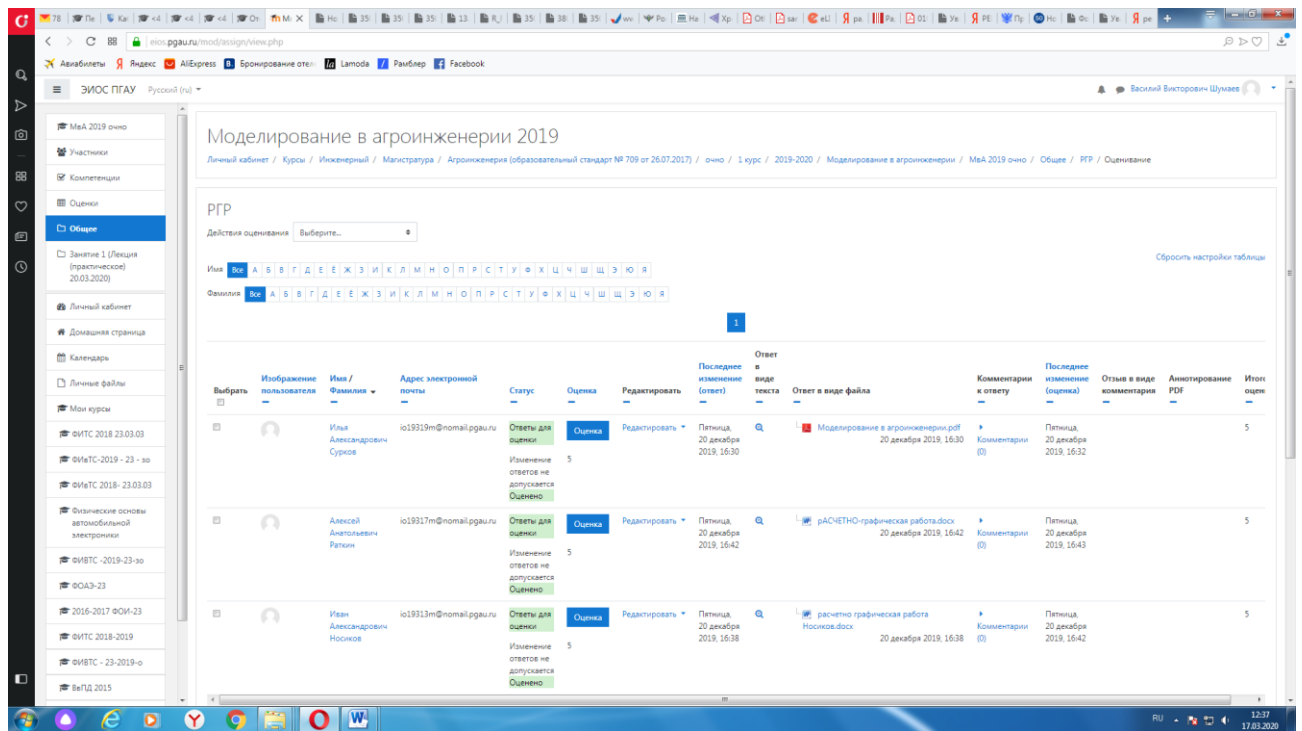 eios.pgau.ru/mod/assign/view.php
Авиабилеты Яндекс AliExpress Бронирование отел Lamoda Рамблер Facebook
ЭИОС ПГАУ Русский (ru)
Василий Викторович Шумаев
МвА 2019 очно
Участники
Компетенции
Оценки
Общее
Занятие 1 (Лекция
(практическое)
20.03.2020)
Личный кабинет
Домашняя страница
Календарь
Личные файлы
Мои курсы
ФИТС 2018 23.03.03
ФИвТС-2019 - 23 - зо
ФИвТС 2018- 23.03.03
Физические основы
автомобильной
электроники
ФИВТС -2019-23-зо
ФОАЭ-23
2016-2017 ФОИ-23
ФИТС 2018-2019
ФИВТС - 23-2019-о
ВвПД 2015
Моделирование в агроинженерии 2019
Личный кабинет / Курсы / Инженерный / Магистратура / Агроинженерия (образовательный стандарт № 709 от 26.07.2017) / очно / 1 курс / 2019-2020 / Моделирование в агроинженерии / МвА 2019 очно / Общее / РГР / Оценивание
РГР
Действия оценивания Выберите...
Сбросить настройки таблицы
Имя Все А Б В Г Д Е Ё Ж З И К Л М Н О П Р С Т У Ф Х Ц Ч Ш Щ Э Ю Я
Фамилия Все А Б В Г Д Е Ё Ж З И К Л М Н О П Р С Т У Ф Х Ц Ч Ш Щ Э Ю Я
1
Выбрать
Изображение
пользователя
Имя /
Фамилия
Адрес электронной
почты
Статус
Оценка
Редактировать
Последнее
изменение
(ответ)
Ответ
в
виде
текста
Ответ в виде файла
Комментарии
к ответу
Последнее
изменение
(оценка)
Отзыв в виде
комментария
Аннотирование
PDF
Итого
оцен
Илья
Александрович
Сурков
io19319m@nomail.pgau.ru
Ответы для
оценки
Изменение
ответов не
допускается
Оценено
Оценка
5
Редактировать
Пятница,
20 декабря
2019, 16:30
Моделирование в агроинженерии.pdf
20 декабря 2019, 16:30
Комментарии
(0)
Пятница,
20 декабря
2019, 16:32
5
Алексей
Анатольевич
Раткин
io19317m@nomail.pgau.ru
Ответы для
оценки
Изменение
ответов не
допускается
Оценено
Оценка
5
Редактировать
Пятница,
20 декабря
2019, 16:42
рАСЧЕТНО-графическая работа.docx
20 декабря 2019, 16:42
Комментарии
(0)
Пятница,
20 декабря
2019, 16:43
5
Иван
Александрович
Носиков
io19313m@nomail.pgau.ru
Ответы для
оценки
Изменение
ответов не
допускается
Оценено
Оценка
5
Редактировать
Пятница,
20 декабря
2019, 16:38
расчетно графическая работа
Носиков.docx
20 декабря 2019, 16:38
Комментарии
(0)
Пятница,
20 декабря
2019, 16:42
5
RU
12:37
17.03.2020